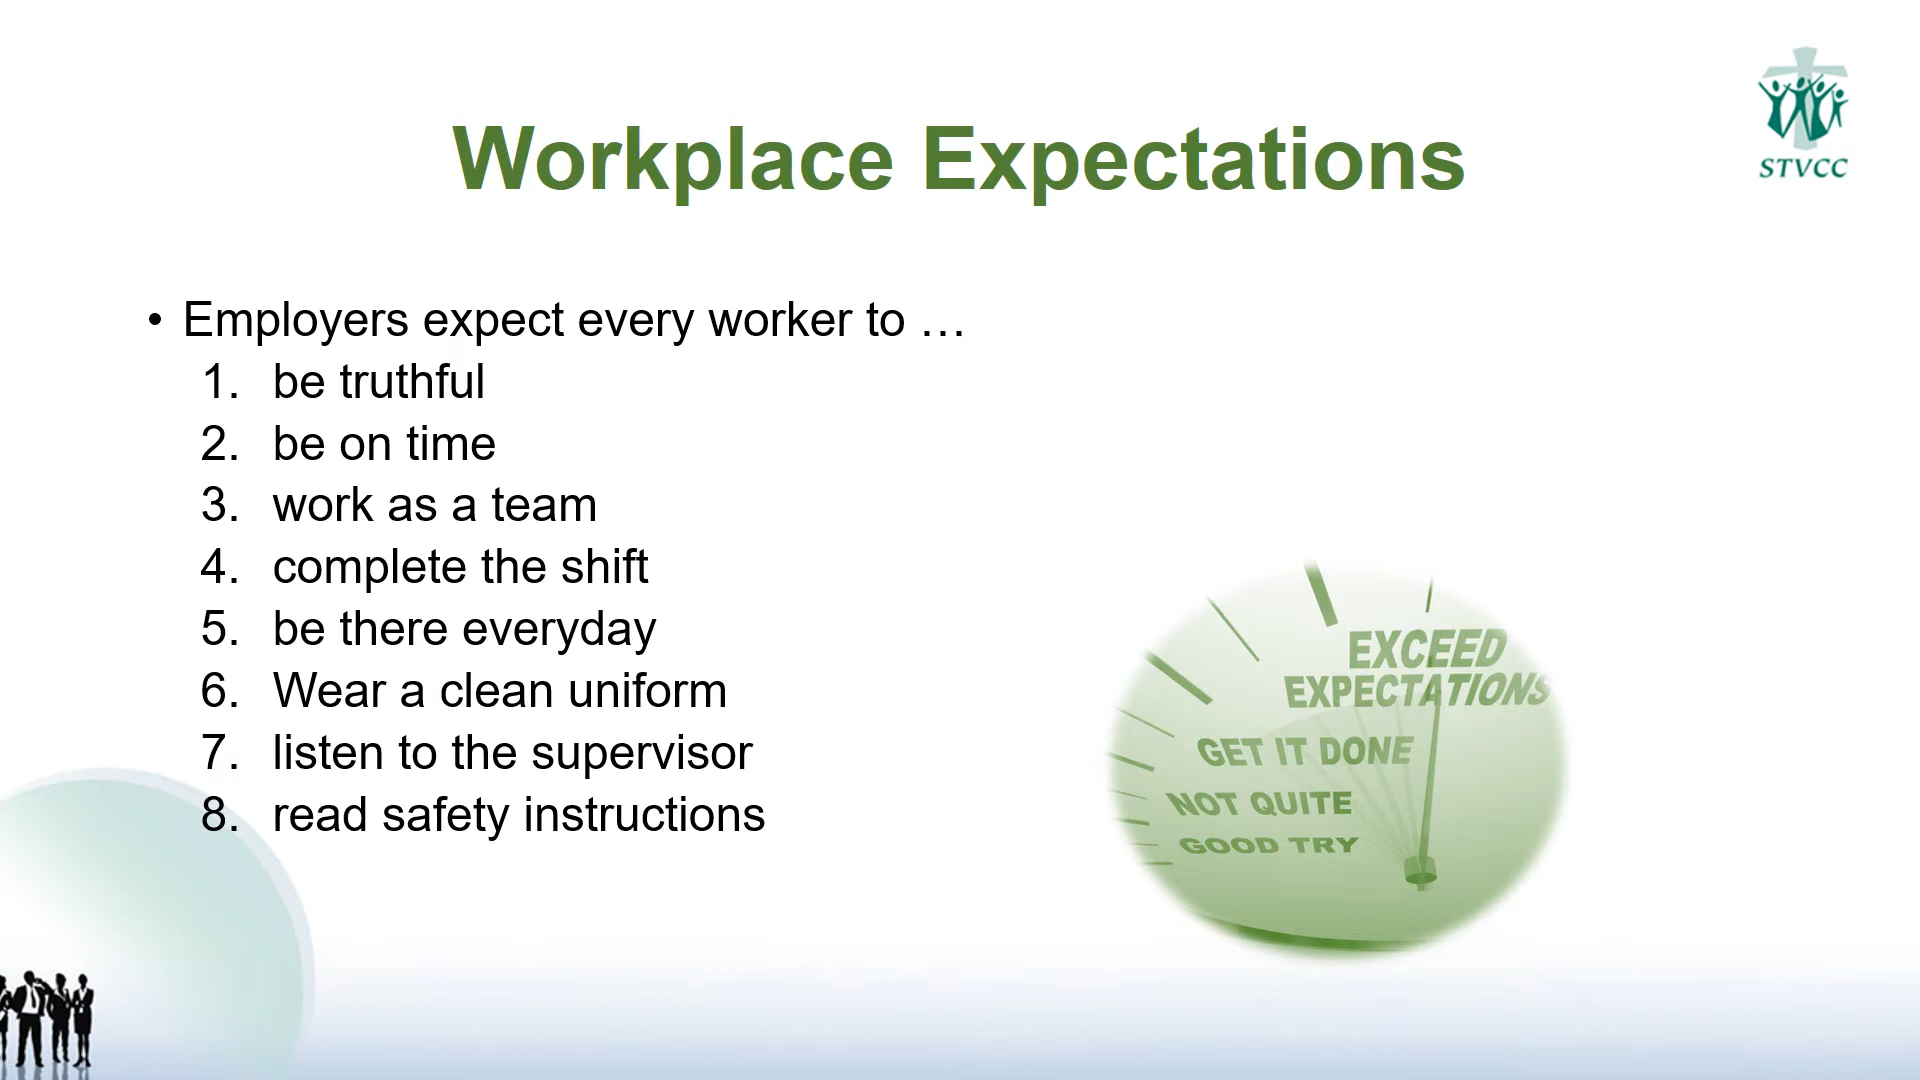 STVCC
Workplace Expectations
• Employers expect every worker to …
1. be truthful
2. be on time
3. work as a team
4. complete the shift
5. be there everyday
6. Wear a clean uniform
7. listen to the supervisor
8. read safety instructions
EXCEED
EXPECTATIONS
GET IT DONE
NOT QUITE
GOOD TRY